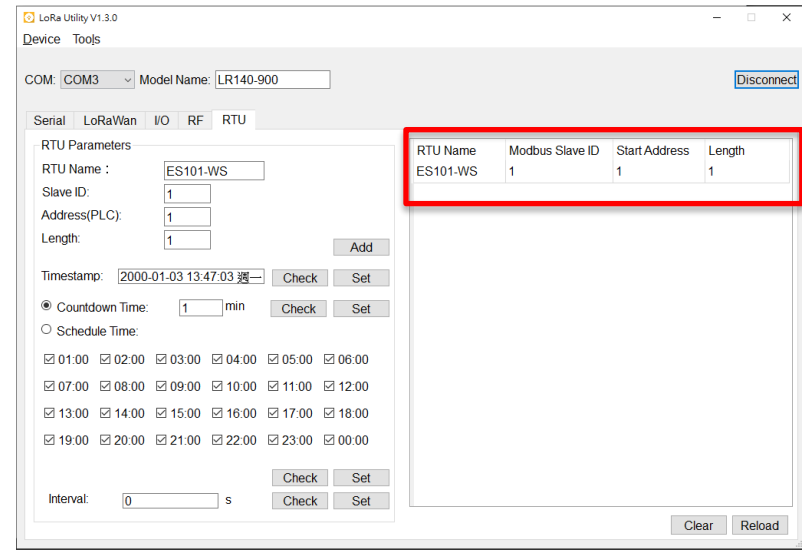 LoRa Utility V1.3.0
Device Tools
COM: COM3 Model Name: LR140-900 Disconnect
Serial LoRaWan I/O RF RTU
RTU Parameters
RTU Name : ES101-WS
Slave ID: 1
Address(PLC): 1
Length: 1
Add
Timestamp: 2000-01-03 13:47:03 週一 Check Set
Countdown Time: 1 min Check Set
Schedule Time:
01:00 02:00 03:00 04:00 05:00 06:00
07:00 08:00 09:00 10:00 11:00 12:00
13:00 14:00 15:00 16:00 17:00 18:00
19:00 20:00 21:00 22:00 23:00 00:00
Check Set
Interval: 0 s Check Set
RTU Name Modbus Slave ID Start Address Length
ES101-WS 1 1 1
Clear Reload